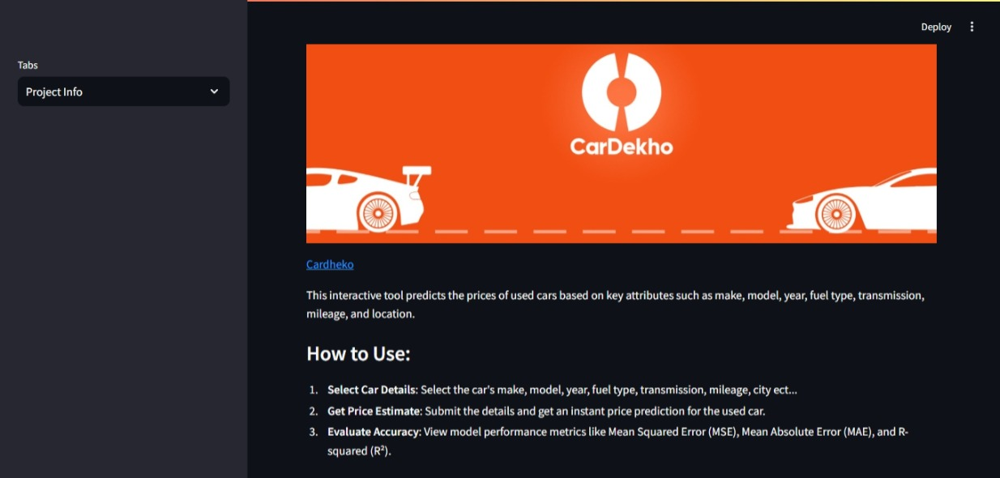 Deploy
Tabs
Project Info
CarDekho
Cardheko
This interactive tool predicts the prices of used cars based on key attributes such as make, model, year, fuel type, transmission,
mileage, and location.
How to Use:
1. Select Car Details: Select the car's make, model, year, fuel type, transmission, mileage, city ect...
2. Get Price Estimate: Submit the details and get an instant price prediction for the used car.
3. Evaluate Accuracy: View model performance metrics like Mean Squared Error (MSE), Mean Absolute Error (MAE), and R-
squared (R²).